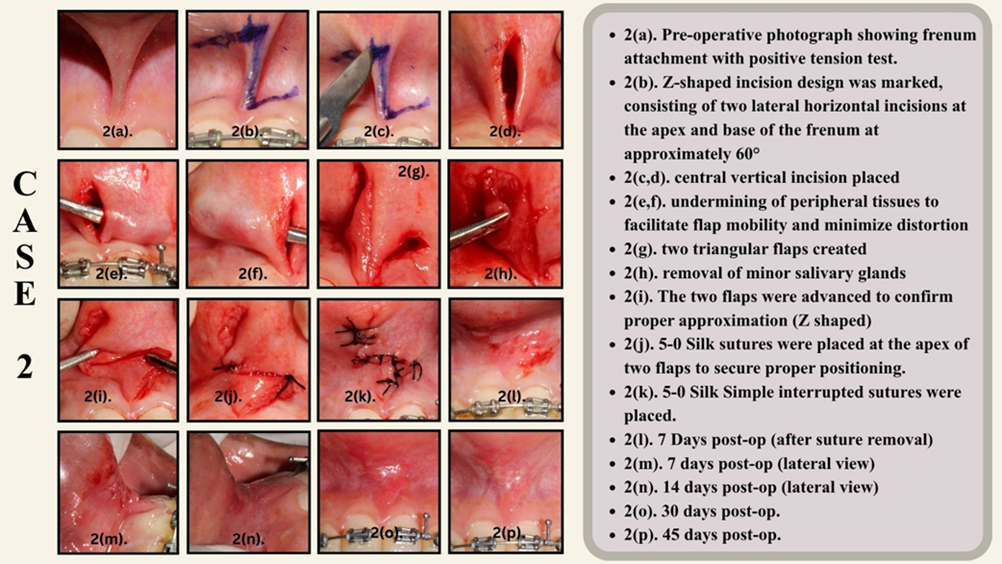 CASE 2
2(a).
2(b).
2(c).
2(d).
2(e).
2(f).
2(g).
2(h).
2(i).
2(j).
2(k).
2(l).
2(m).
2(n).
2(o).
2(p).
2(a). Pre-operative photograph showing frenum
attachment with positive tension test.
2(b). Z-shaped incision design was marked,
consisting of two lateral horizontal incisions at
the apex and base of the frenum at
approximately 60°
2(c,d). central vertical incision placed
2(e,f). undermining of peripheral tissues to
facilitate flap mobility and minimize distortion
2(g). two triangular flaps created
2(h). removal of minor salivary glands
2(i). The two flaps were advanced to confirm
proper approximation (Z shaped)
2(j). 5-0 Silk sutures were placed at the apex of
two flaps to secure proper positioning.
2(k). 5-0 Silk Simple interrupted sutures were
placed.
2(l). 7 Days post-op (after suture removal)
2(m). 7 days post-op (lateral view)
2(n). 14 days post-op (lateral view)
2(o). 30 days post-op.
2(p). 45 days post-op.